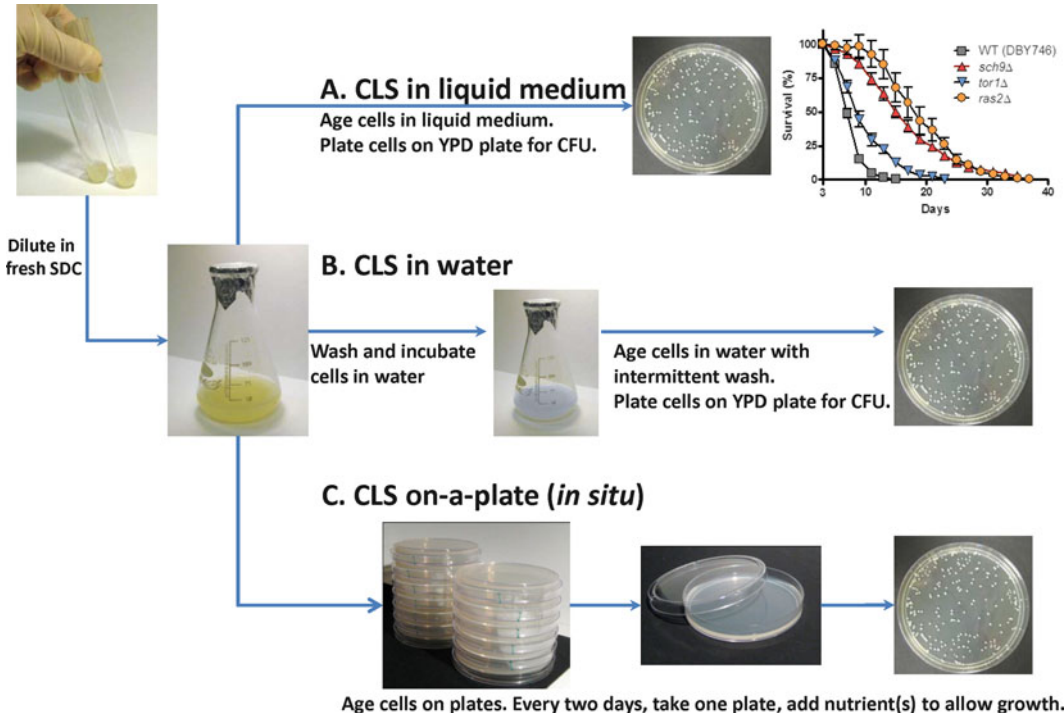 A. CLS in liquid medium
Age cells in liquid medium.
Plate cells on YPD plate for CFU.
100
75
50
25
0
Survival (%)
3
10
20
30
40
Days
WT (DBY746)
sch9Δ
tor1Δ
ras2Δ
Dilute in
fresh SDC
B. CLS in water
Wash and incubate
cells in water
Age cells in water with
intermittent wash.
Plate cells on YPD plate for CFU.
C. CLS on-a-plate (in situ)
Age cells on plates. Every two days, take one plate, add nutrient(s) to allow growth.